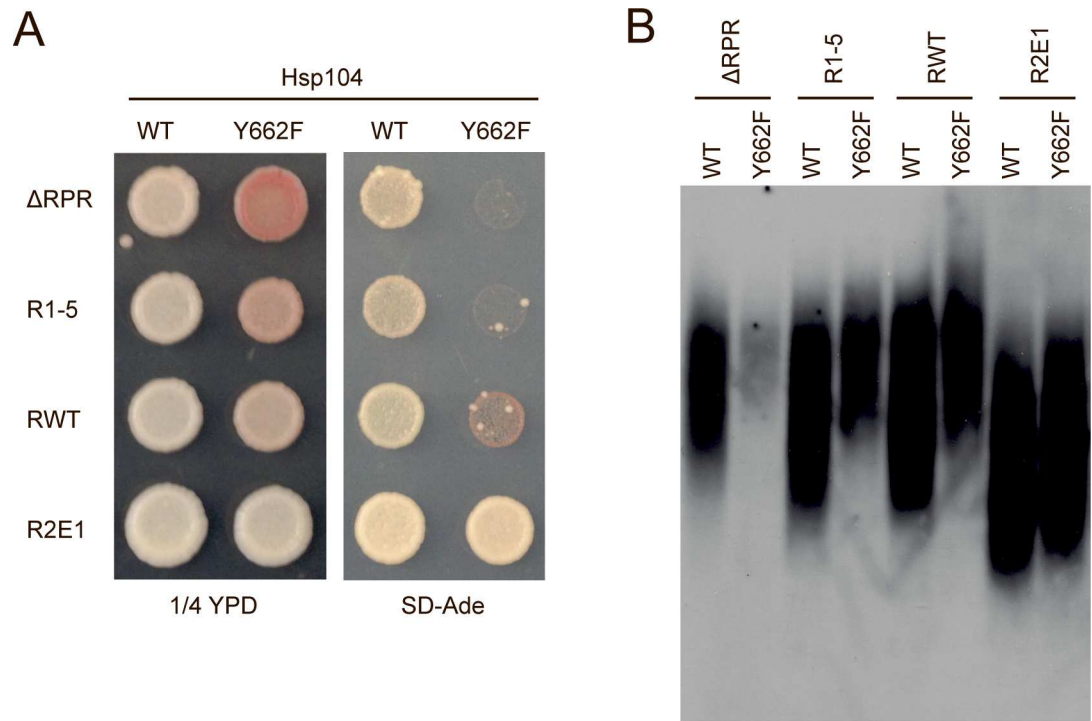 A
Hsp104
WT Y662F WT Y662F
ΔRPR
R1-5
RWT
R2E1
1/4 YPD SD-Ade
B
ΔRPR R1-5 RWT R2E1
WT Y662F WT Y662F WT Y662F WT Y662F